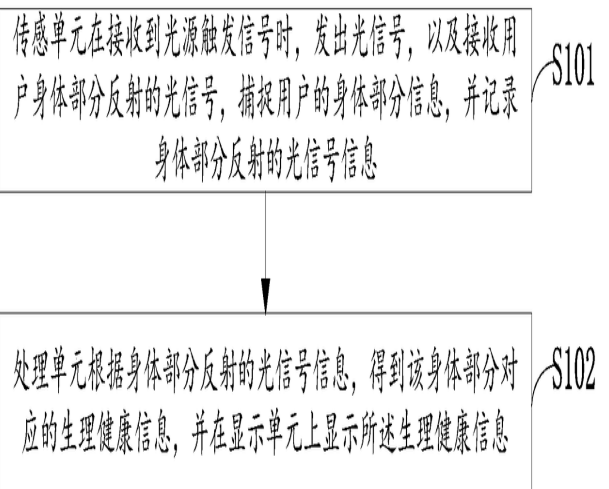 传感单元在接收到光源触发信号时，发出光信号，以及接收用
户身体部分反射的光信号，捕捉用户的身体部分信息，并记录
身体部分反射的光信号信息
S101
处理单元根据身体部分反射的光信号信息，得到该身体部分对
应的生理健康信息，并在显示单元上显示所述生理健康信息
S102